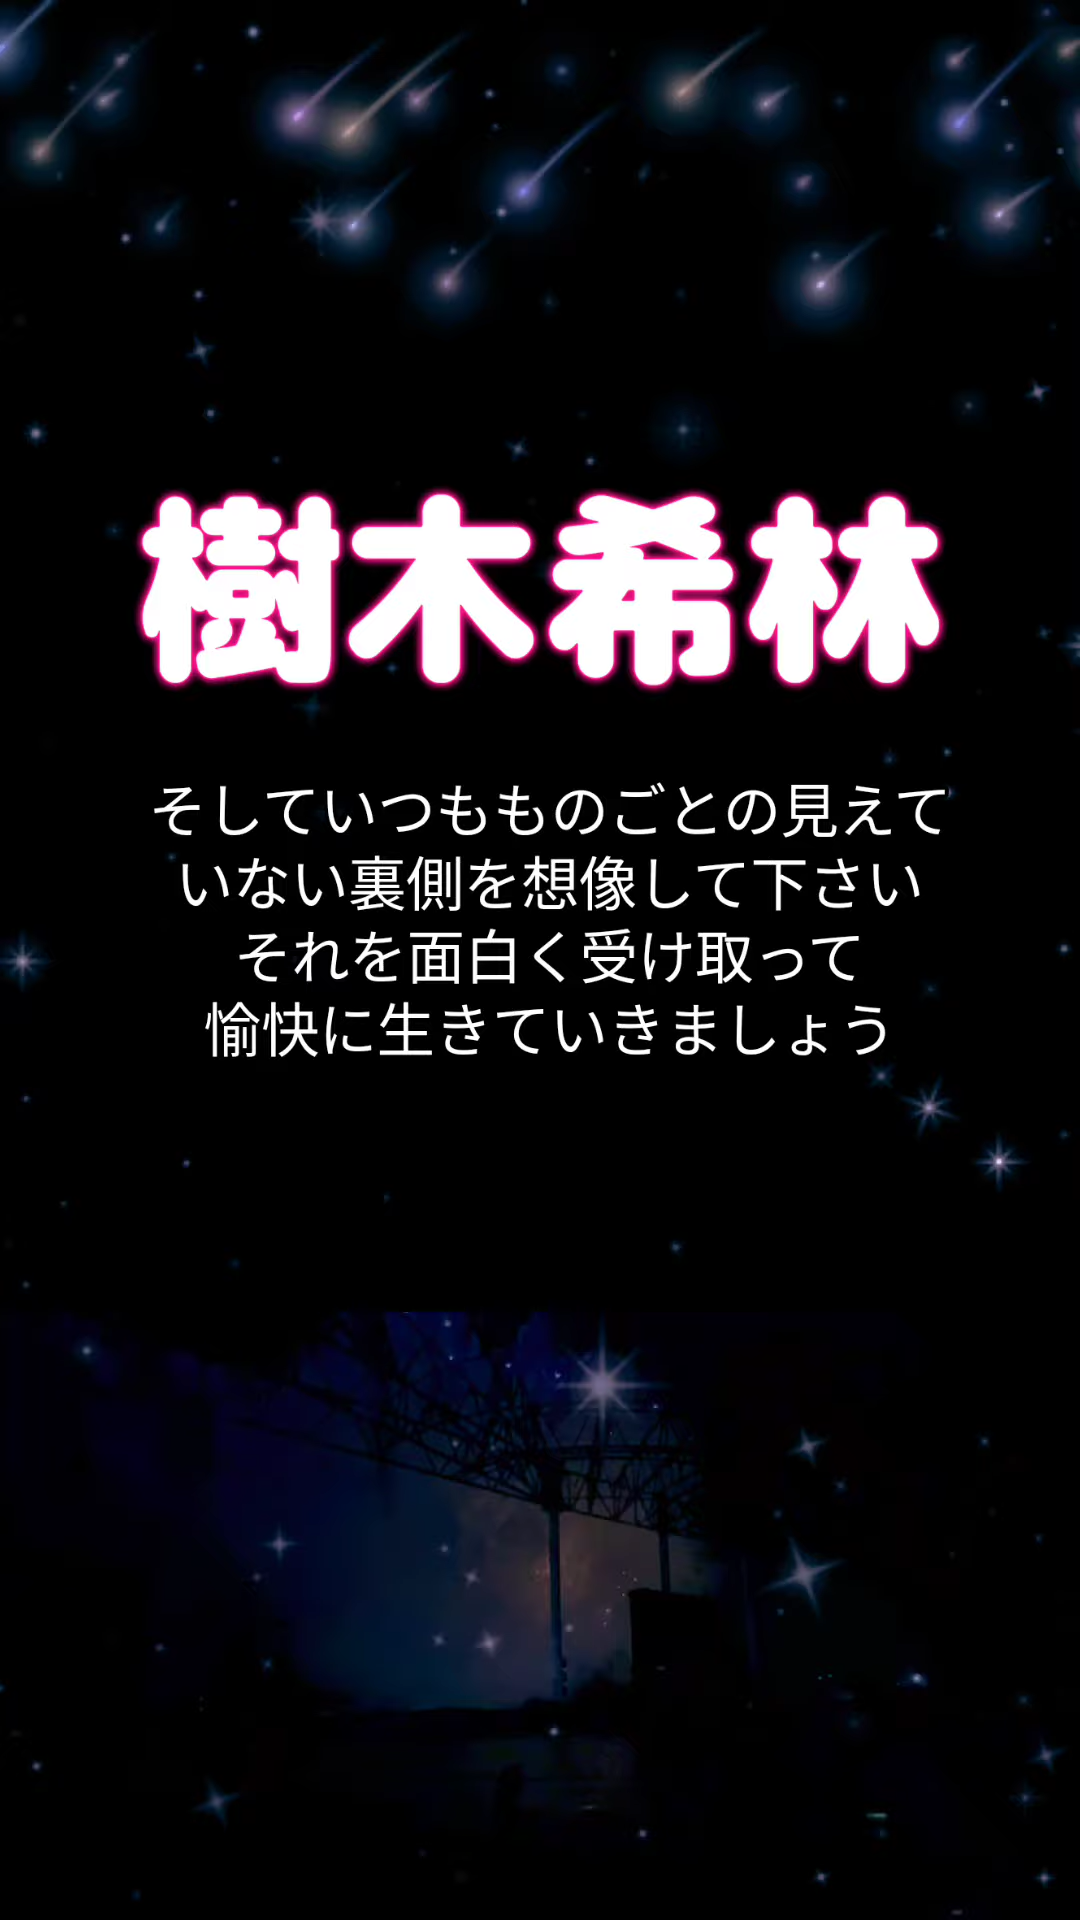 樹木希林
そしていつもものごとの見えて
いない裏側を想像して下さい
それを面白く受け取って
愉快に生きていきましょう